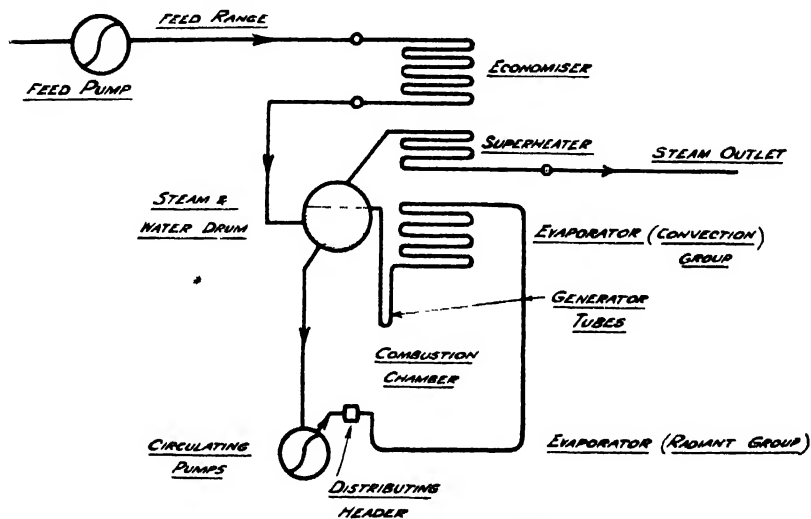 FEED RANGE
FEED PUMP
ECONOMISER
SUPERHEATER
STEAM OUTLET
STEAM &
WATER DRUM
EVAPORATOR (CONVECTION)
GROUP
GENERATOR
TUBES
COMBUSTION
CHAMBER
CIRCULATING
PUMPS
EVAPORATOR (RADIANT GROUP)
DISTRIBUTING
HEADER